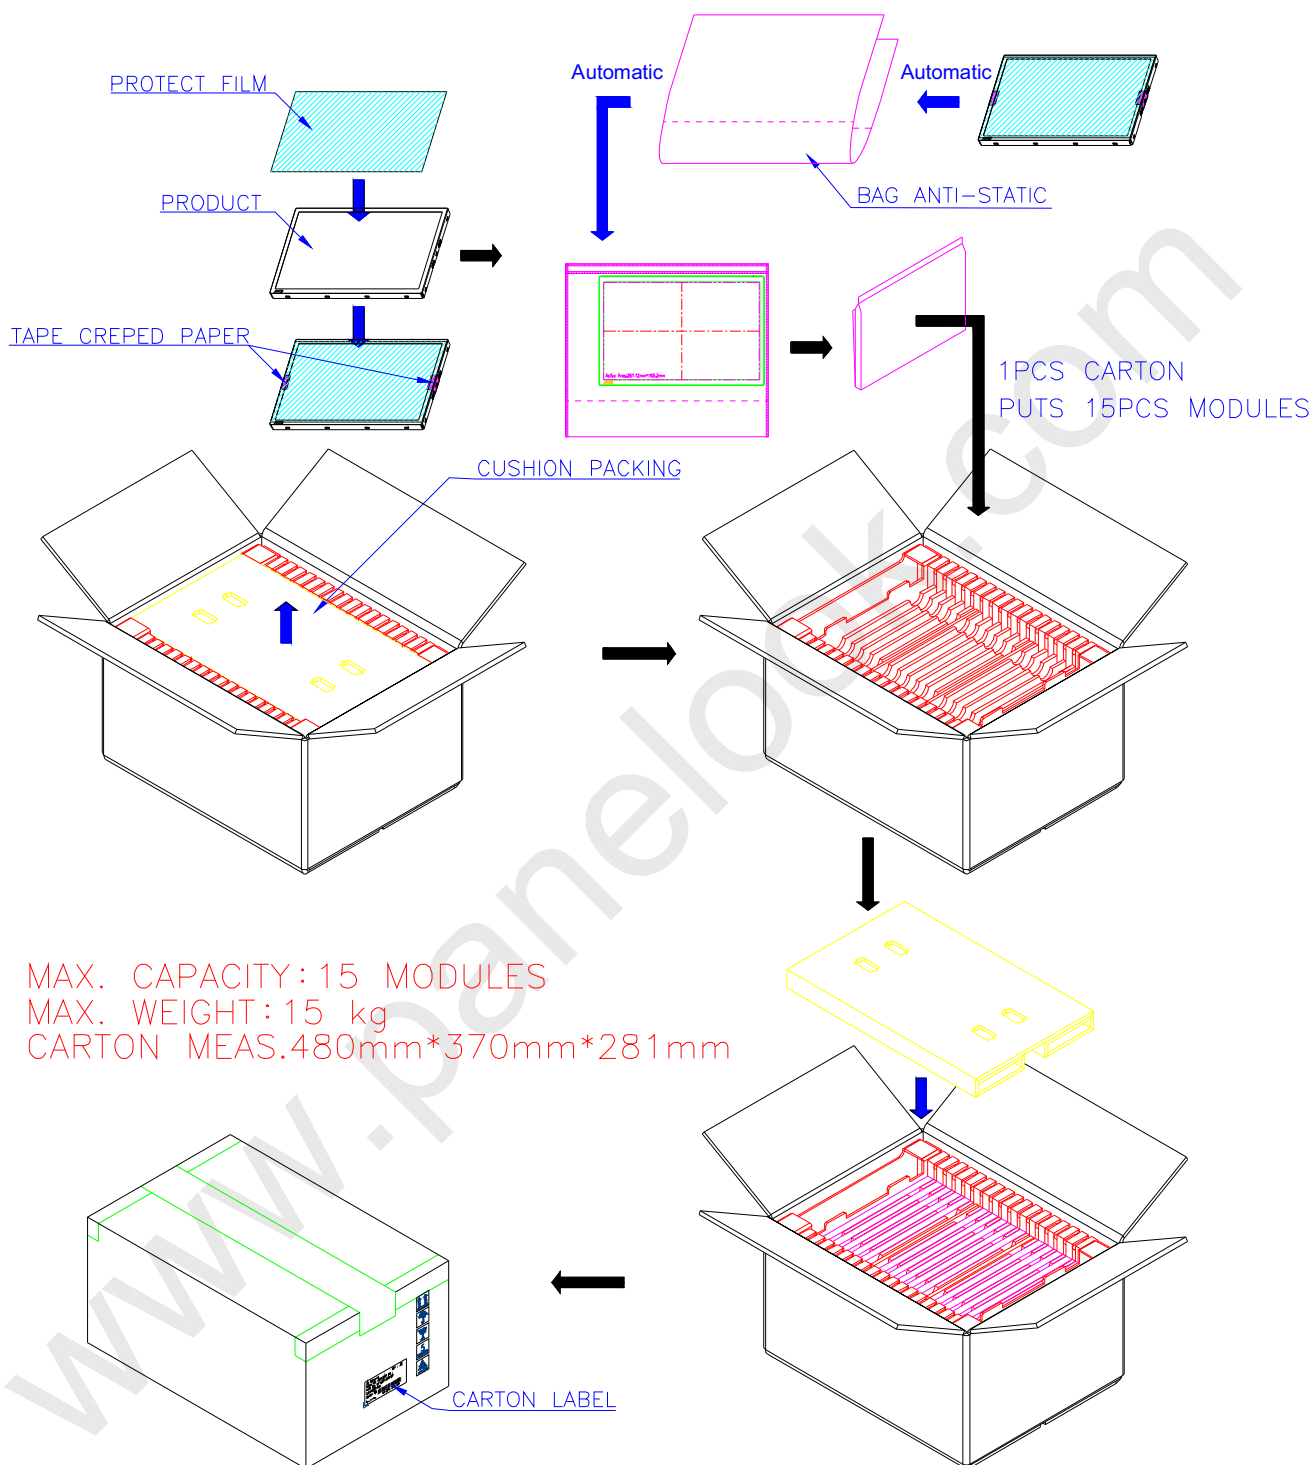 PROTECT FILM
Automatic
Automatic
PRODUCT
BAG ANTI-STATIC
TAPE CREPED PAPER
1PCS CARTON
PUTS 15PCS MODULES
CUSHION PACKING
MAX. CAPACITY:15 MODULES
MAX. WEIGHT:15 kg
CARTON MEAS.480mm*370mm*281mm
CARTON LABEL
www.panelook.com